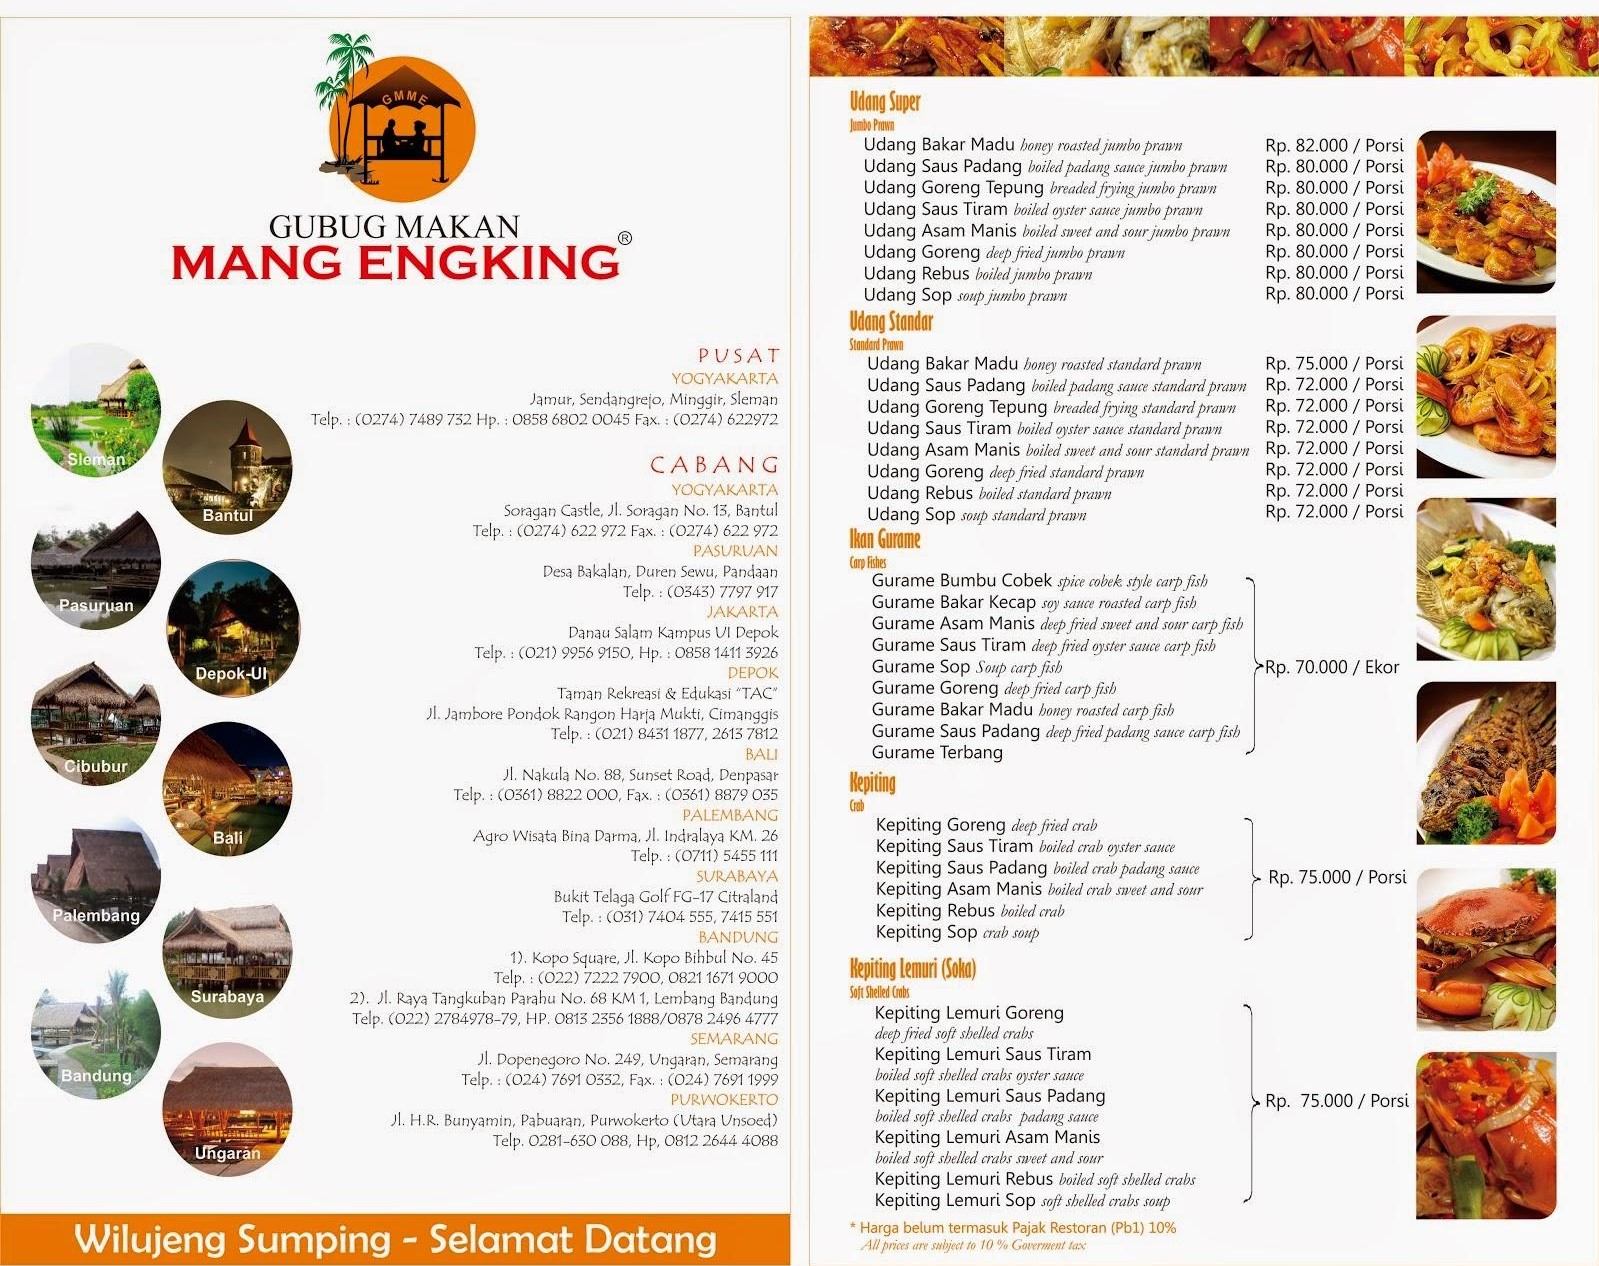 GMME
GUBUG MAKAN
MANG ENGKING®
Sleman
Bantul
Pasuruan
Depok-UI
Cibubur
Bali
Palembang
Surabaya
Bandung
Ungaran
PUSAT
YOGYAKARTA
Jamur, Sendangrejo, Minggir, Sleman
Telp. : (0274) 7489 732 Hp. : 0858 6802 0045 Fax. : (0274) 622972
CABANG
YOGYAKARTA
Soragan Castle, Jl. Soragan No. 13, Bantul
Telp. : (0274) 622 972 Fax. : (0274) 622 972
PASURUAN
Desa Bakalan, Duren Sewu, Pandaan
Telp. : (0343) 7797 917
JAKARTA
Danau Salam Kampus UI Depok
Telp. : (021) 9956 9150, Hp. : 0858 1411 3926
DEPOK
Taman Rekreasi & Edukasi "TAC"
Jl. Jambore Pondok Rangon Harja Mukti, Cimanggis
Telp. : (021) 8431 1877, 2613 7812
BALI
Jl. Nakula No. 88, Sunset Road, Denpasar
Telp. : (0361) 8822 000, Fax. : (0361) 8879 035
PALEMBANG
Agro Wisata Bina Darma, Jl. Indralaya KM. 26
Telp. : (0711) 5455 111
SURABAYA
Bukit Telaga Golf FG-17 Citraland
Telp. : (031) 7404 555, 7415 551
BANDUNG
1). Kopo Square, Jl. Kopo Bihbul No. 45
Telp. : (022) 7222 7900, 0821 1671 9000
2). Jl. Raya Tangkuban Parahu No. 68 KM 1, Lembang Bandung
Telp. (022) 2784978-79, HP. 0813 2356 1888/0878 2496 4777
SEMARANG
Jl. Dopenegoro No. 249, Ungaran, Semarang
Telp. : (024) 7691 0332, Fax. : (024) 7691 1999
PURWOKERTO
Jl. H.R. Bunyamin, Pabuaran, Purwokerto (Utara Unsoed)
Telp. 0281-630 088, Hp, 0812 2644 4088
Wilujeng Sumping - Selamat Datang
Udang Super
Jumbo Prawn
Udang Bakar Madu honey roasted jumbo prawn Rp. 82.000 / Porsi
Udang Saus Padang boiled padang sauce jumbo prawn Rp. 80.000 / Porsi
Udang Goreng Tepung breaded frying jumbo prawn Rp. 80.000 / Porsi
Udang Saus Tiram boiled oyster sauce jumbo prawn Rp. 80.000 / Porsi
Udang Asam Manis boiled sweet and sour jumbo prawn Rp. 80.000 / Porsi
Udang Goreng deep fried jumbo prawn Rp. 80.000 / Porsi
Udang Rebus boiled jumbo prawn Rp. 80.000 / Porsi
Udang Sop soup jumbo prawn Rp. 80.000 / Porsi
Udang Standar
Standard Prawn
Udang Bakar Madu honey roasted standard prawn Rp. 75.000 / Porsi
Udang Saus Padang boiled padang sauce standard prawn Rp. 72.000 / Porsi
Udang Goreng Tepung breaded frying standard prawn Rp. 72.000 / Porsi
Udang Saus Tiram boiled oyster sauce standard prawn Rp. 72.000 / Porsi
Udang Asam Manis boiled sweet and sour standard prawn Rp. 72.000 / Porsi
Udang Goreng deep fried standard prawn Rp. 72.000 / Porsi
Udang Rebus boiled standard prawn Rp. 72.000 / Porsi
Udang Sop soup standard prawn Rp. 72.000 / Porsi
Ikan Gurame
Carp Fishes
Gurame Bumbu Cobek spice cobek style carp fish
Gurame Bakar Kecap soy sauce roasted carp fish
Gurame Asam Manis deep fried sweet and sour carp fish
Gurame Saus Tiram deep fried oyster sauce carp fish
Gurame Sop Soup carp fish Rp. 70.000 / Ekor
Gurame Goreng deep fried carp fish
Gurame Bakar Madu honey roasted carp fish
Gurame Saus Padang deep fried padang sauce carp fish
Gurame Terbang
Kepiting
Crab
Kepiting Goreng deep fried crab
Kepiting Saus Tiram boiled crab oyster sauce
Kepiting Saus Padang boiled crab padang sauce Rp. 75.000 / Porsi
Kepiting Asam Manis boiled crab sweet and sour
Kepiting Rebus boiled crab
Kepiting Sop crab soup
Kepiting Lemuri (Soka)
Soft Shelled Crabs
Kepiting Lemuri Goreng
deep fried soft shelled crabs
Kepiting Lemuri Saus Tiram
boiled soft shelled crabs oyster sauce
Kepiting Lemuri Saus Padang Rp. 75.000 / Porsi
boiled soft shelled crabs padang sauce
Kepiting Lemuri Asam Manis
boiled soft shelled crabs sweet and sour
Kepiting Lemuri Rebus boiled soft shelled crabs
Kepiting Lemuri Sop soft shelled crabs soup
* Harga belum termasuk Pajak Restoran (Pb1) 10%
All prices are subject to 10 % Goverment tax